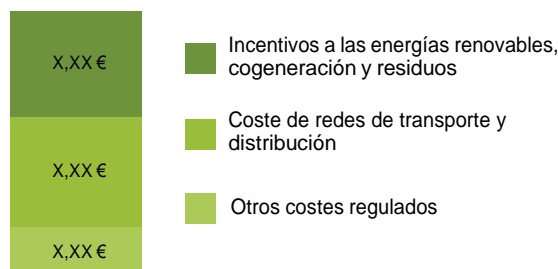 X,XX €
Incentivos a las energías renovables,
cogeneración y residuos
X,XX €
Coste de redes de transporte y
distribución
Otros costes regulados
X,XX €